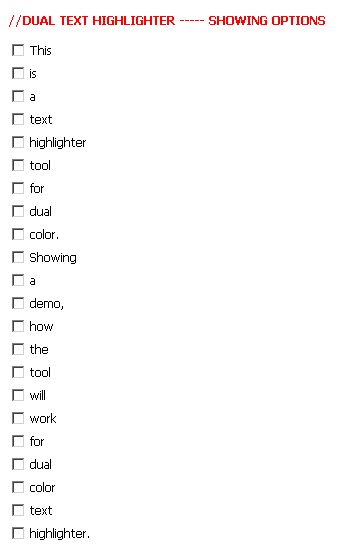 //DUAL TEXT HIGHLIGHTER ----- SHOWING OPTIONS
This
is
a
text
highlighter
tool
for
dual
color.
Showing
a
demo,
how
the
tool
will
work
for
dual
color
text
highlighter.